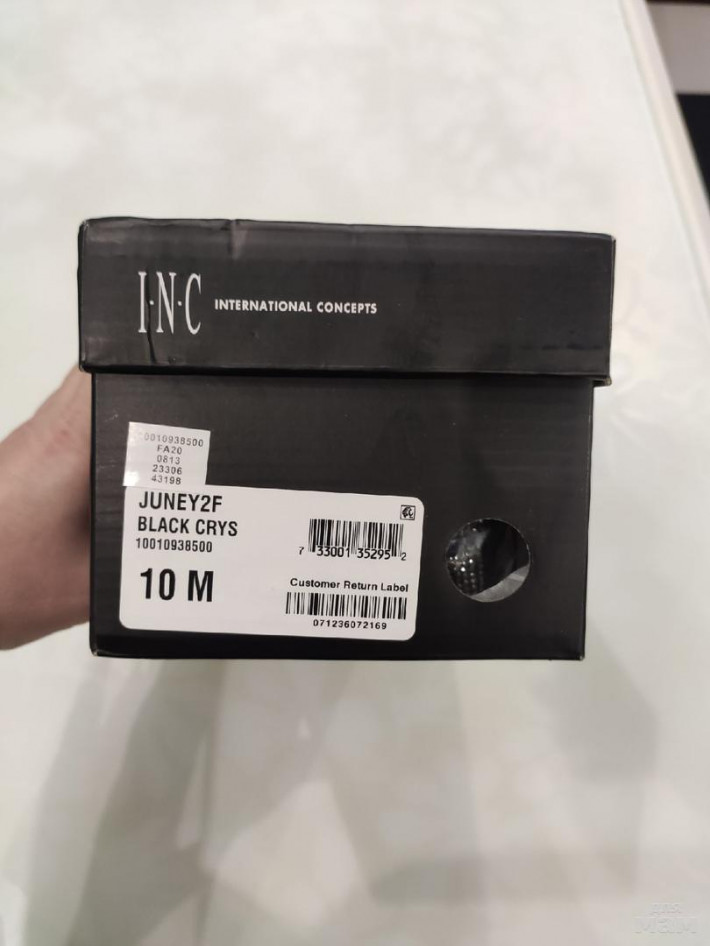 I·N·C INTERNATIONAL CONCEPTS
10010938500
FA20
0813
23306
43198
JUNEY2F
BLACK CRYS
10010938500
10 M
7 33001 35295 2
Customer Return Label
071236072169